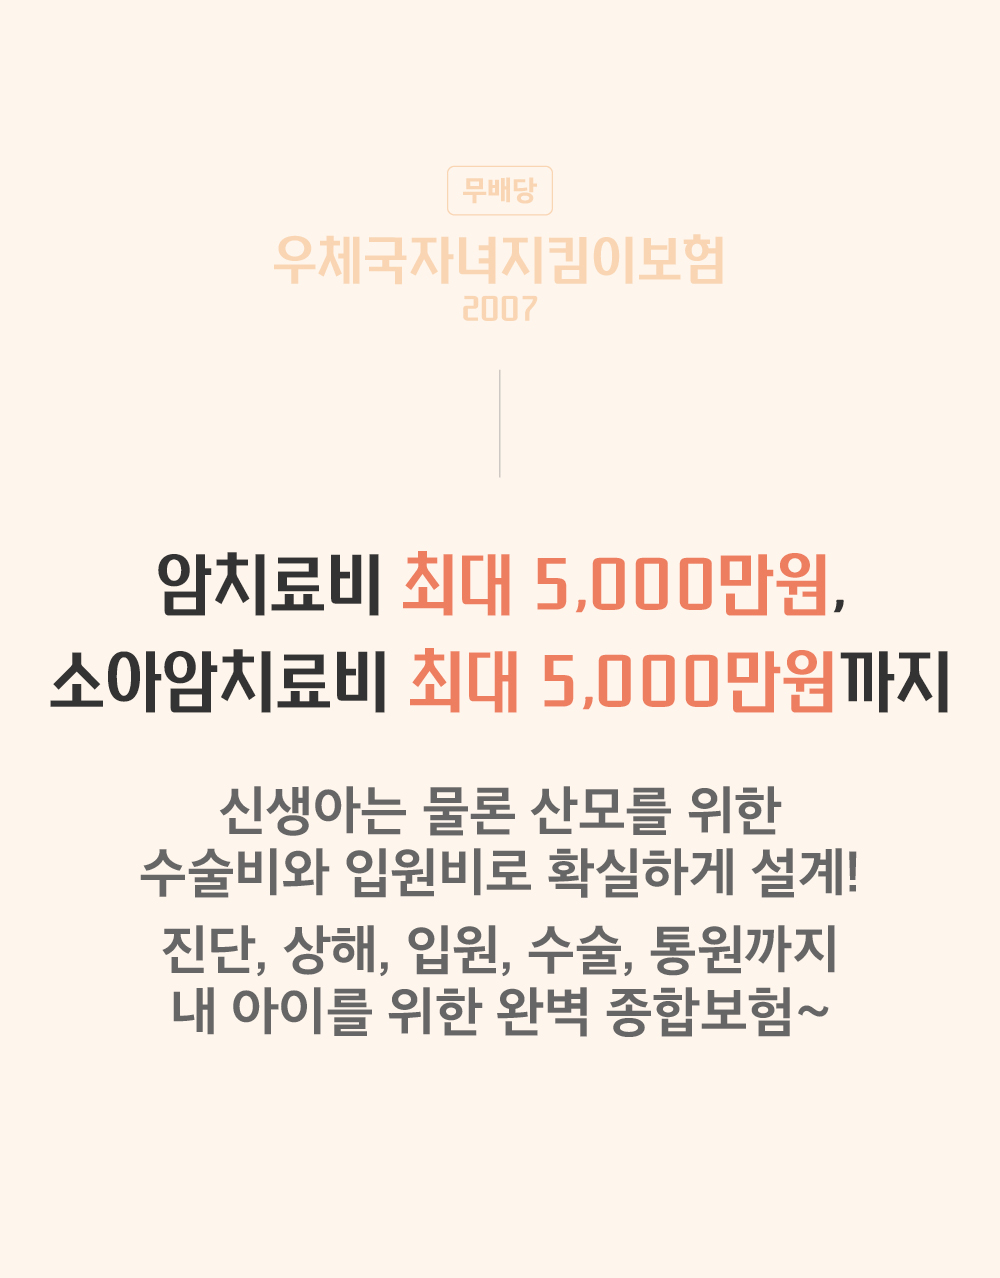 무배당
우체국자녀지킴이보험
2007
암치료비 최대 5,000만원,
소아암치료비 최대 5,000만원까지
신생아는 물론 산모를 위한
수술비와 입원비로 확실하게 설계!
진단, 상해, 입원, 수술, 통원까지
내 아이를 위한 완벽 종합보험~